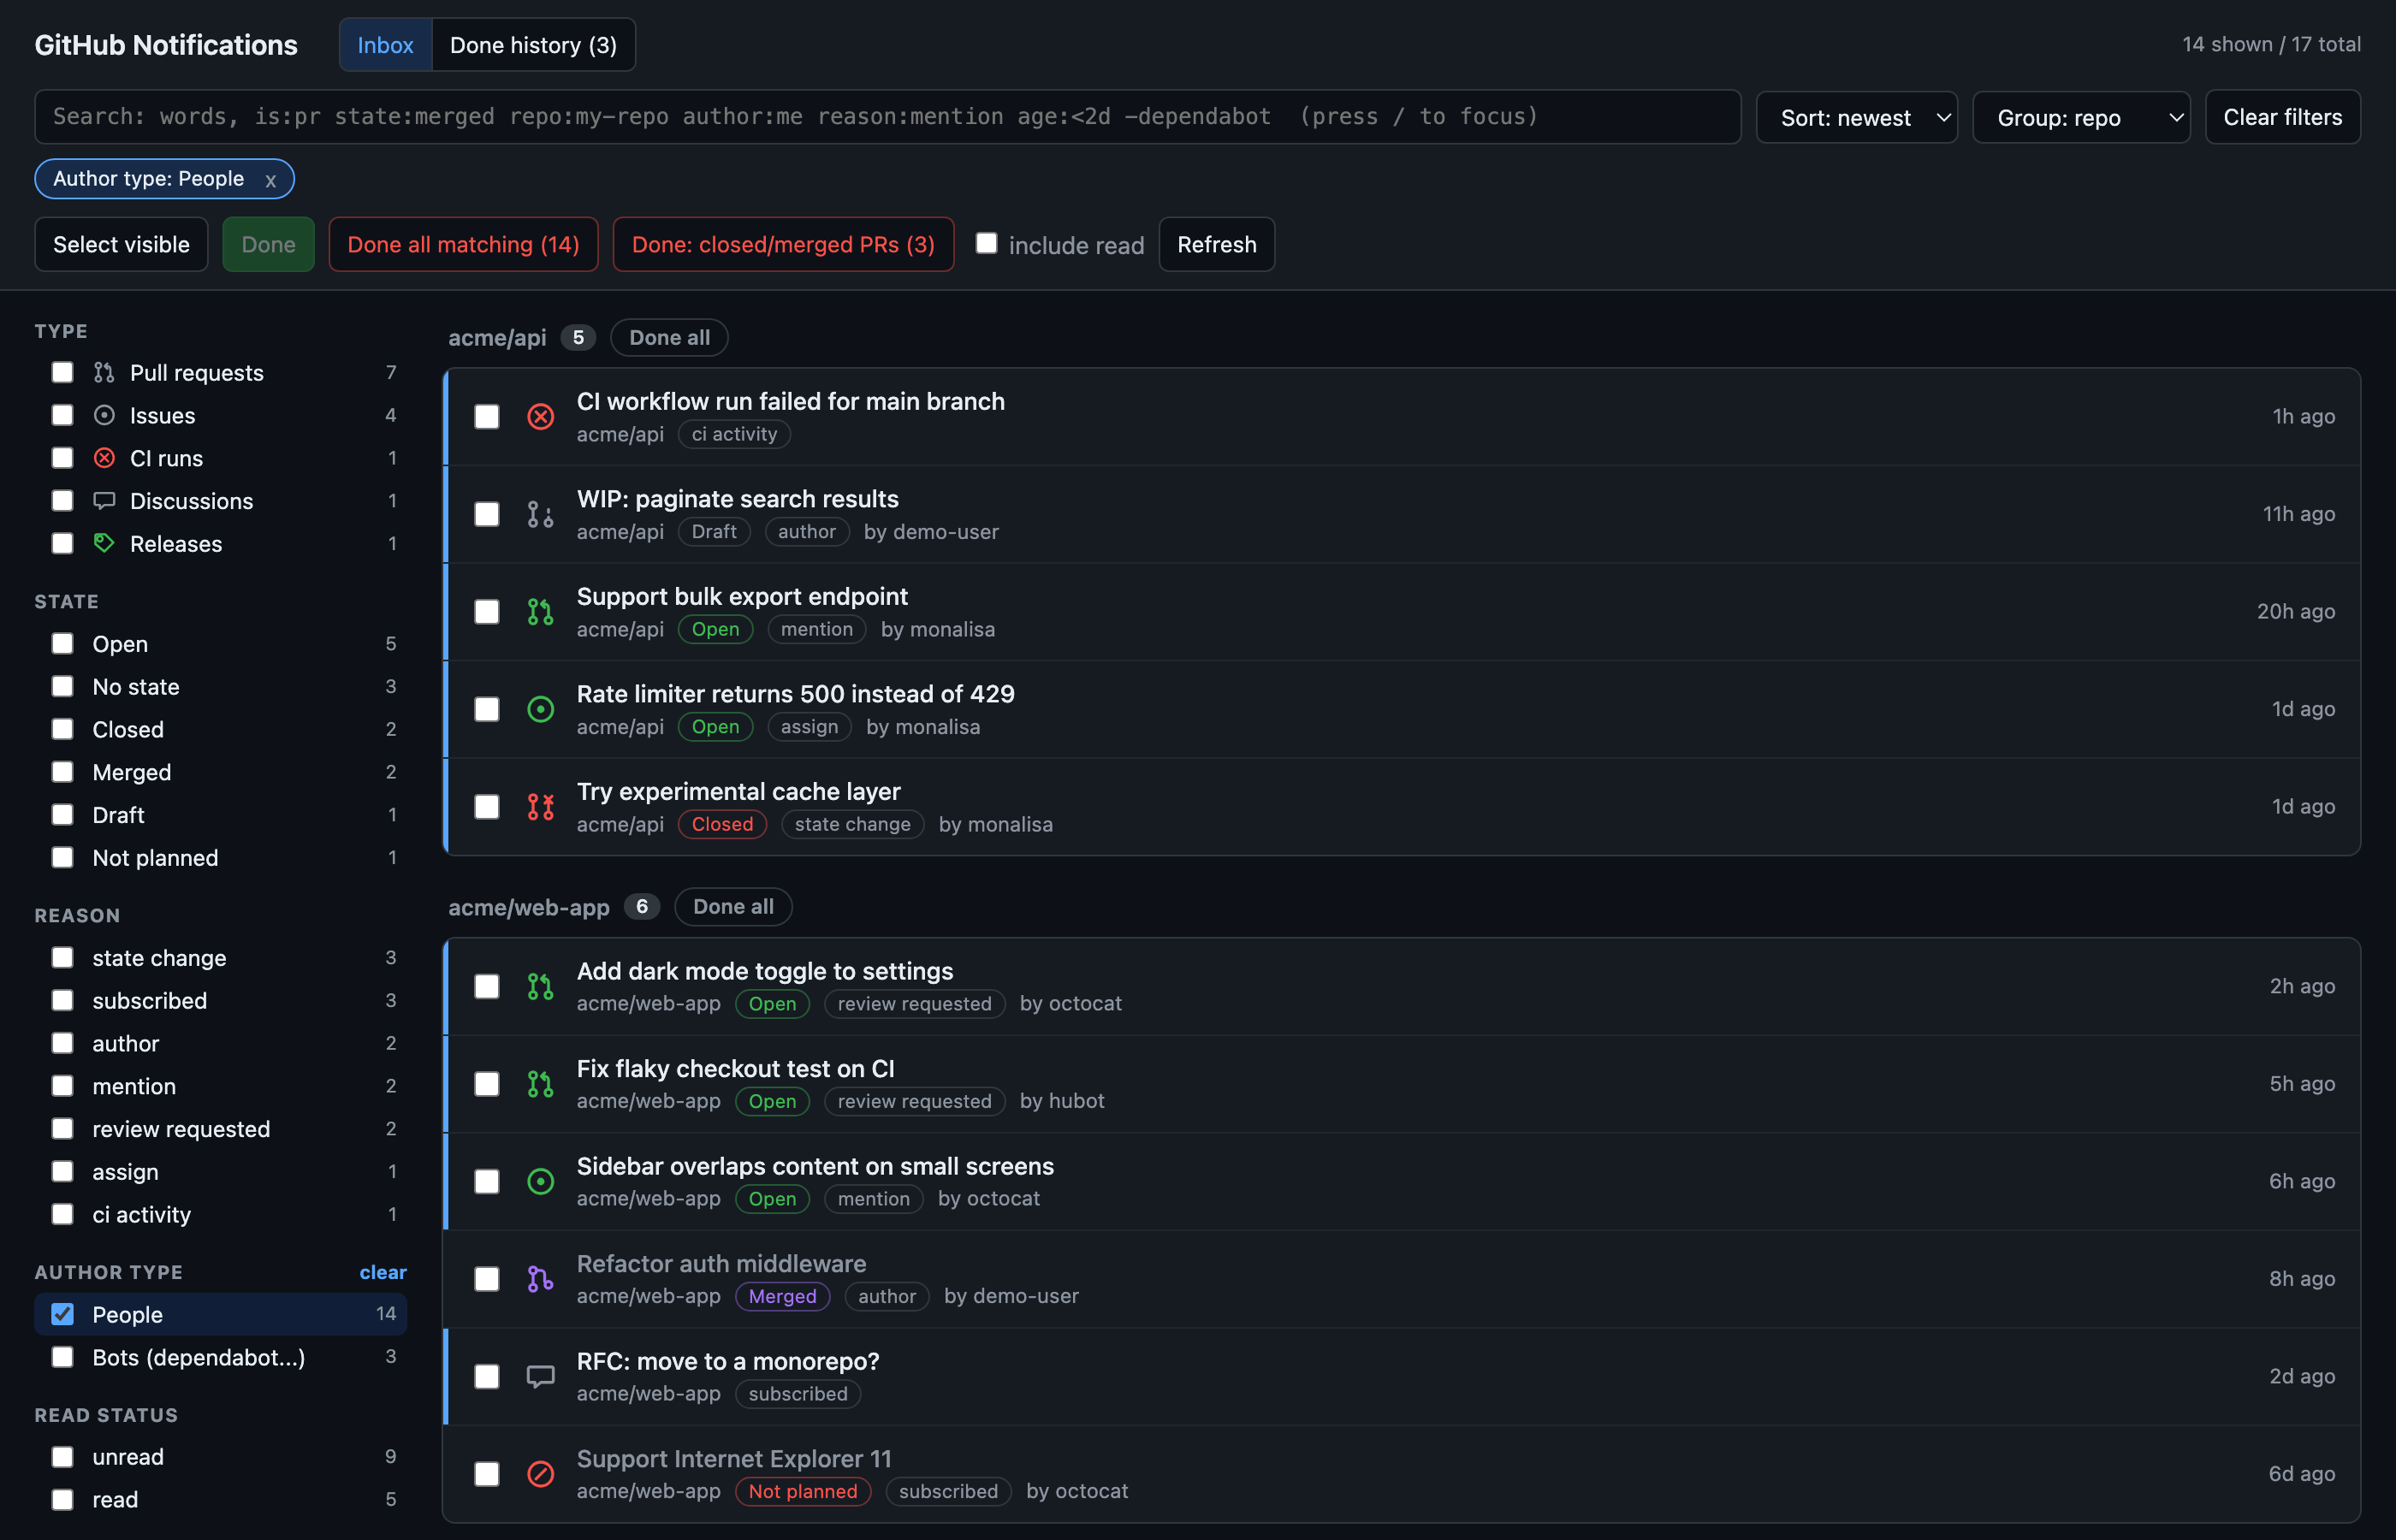 GitHub Notifications Inbox Done history (3) 14 shown / 17 total
Search: words, is:pr state:merged repo:my-repo author:me reason:mention age:<2d -dependabot (press / to focus) Sort: newest Group: repo Clear filters
Author type: People x
Select visible Done Done all matching (14) Done: closed/merged PRs (3) include read Refresh
TYPE
Pull requests 7
Issues 4
CI runs 1
Discussions 1
Releases 1
STATE
Open 5
No state 3
Closed 2
Merged 2
Draft 1
Not planned 1
REASON
state change 3
subscribed 3
author 2
mention 2
review requested 2
assign 1
ci activity 1
AUTHOR TYPE clear
People 14
Bots (dependabot...) 3
READ STATUS
unread 9
read 5
acme/api 5 Done all
CI workflow run failed for main branch
acme/api ci activity
1h ago
WIP: paginate search results
acme/api Draft author by demo-user
11h ago
Support bulk export endpoint
acme/api Open mention by monalisa
20h ago
Rate limiter returns 500 instead of 429
acme/api Open assign by monalisa
1d ago
Try experimental cache layer
acme/api Closed state change by monalisa
1d ago
acme/web-app 6 Done all
Add dark mode toggle to settings
acme/web-app Open review requested by octocat
2h ago
Fix flaky checkout test on CI
acme/web-app Open review requested by hubot
5h ago
Sidebar overlaps content on small screens
acme/web-app Open mention by octocat
6h ago
Refactor auth middleware
acme/web-app Merged author by demo-user
8h ago
RFC: move to a monorepo?
acme/web-app subscribed
2d ago
Support Internet Explorer 11
acme/web-app Not planned subscribed by octocat
6d ago